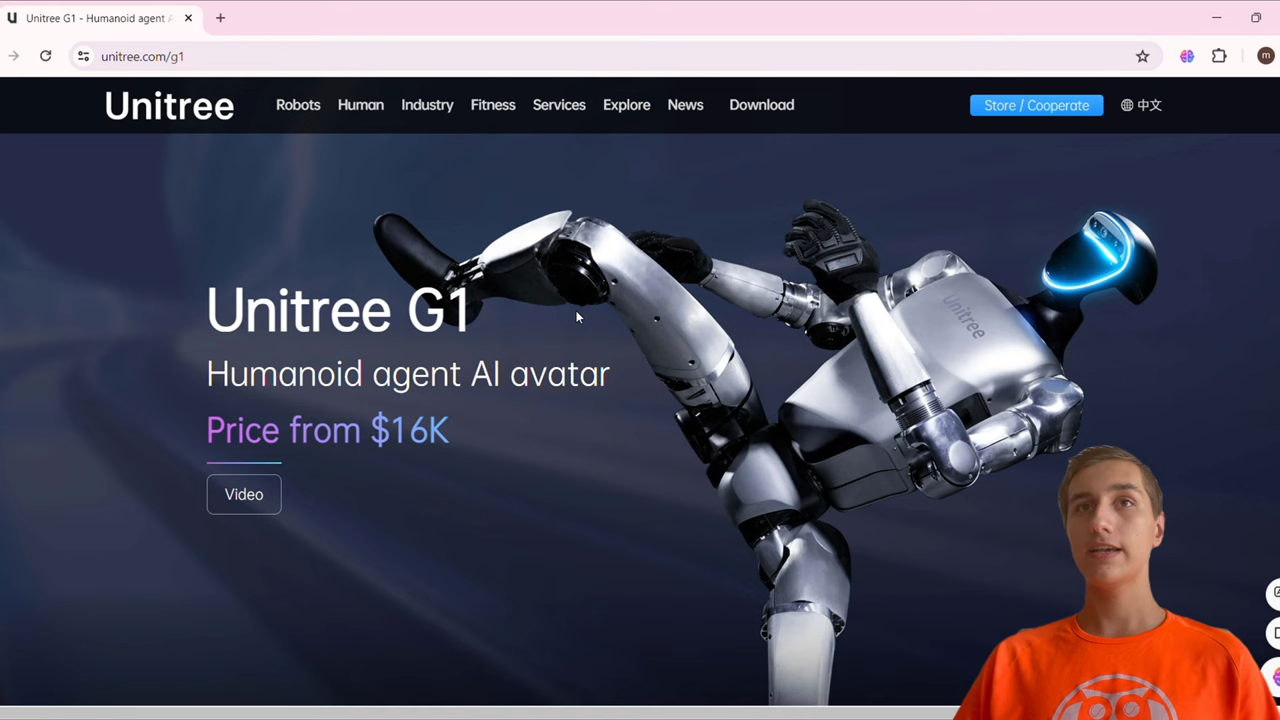 Unitree G1 - Humanoid agent A
unitree.com/g1
m
Unitree
Robots Human Industry Fitness Services Explore News Download
Store / Cooperate
中文
Unitree
Unitree G1
Humanoid agent AI avatar
Price from $16K
Video